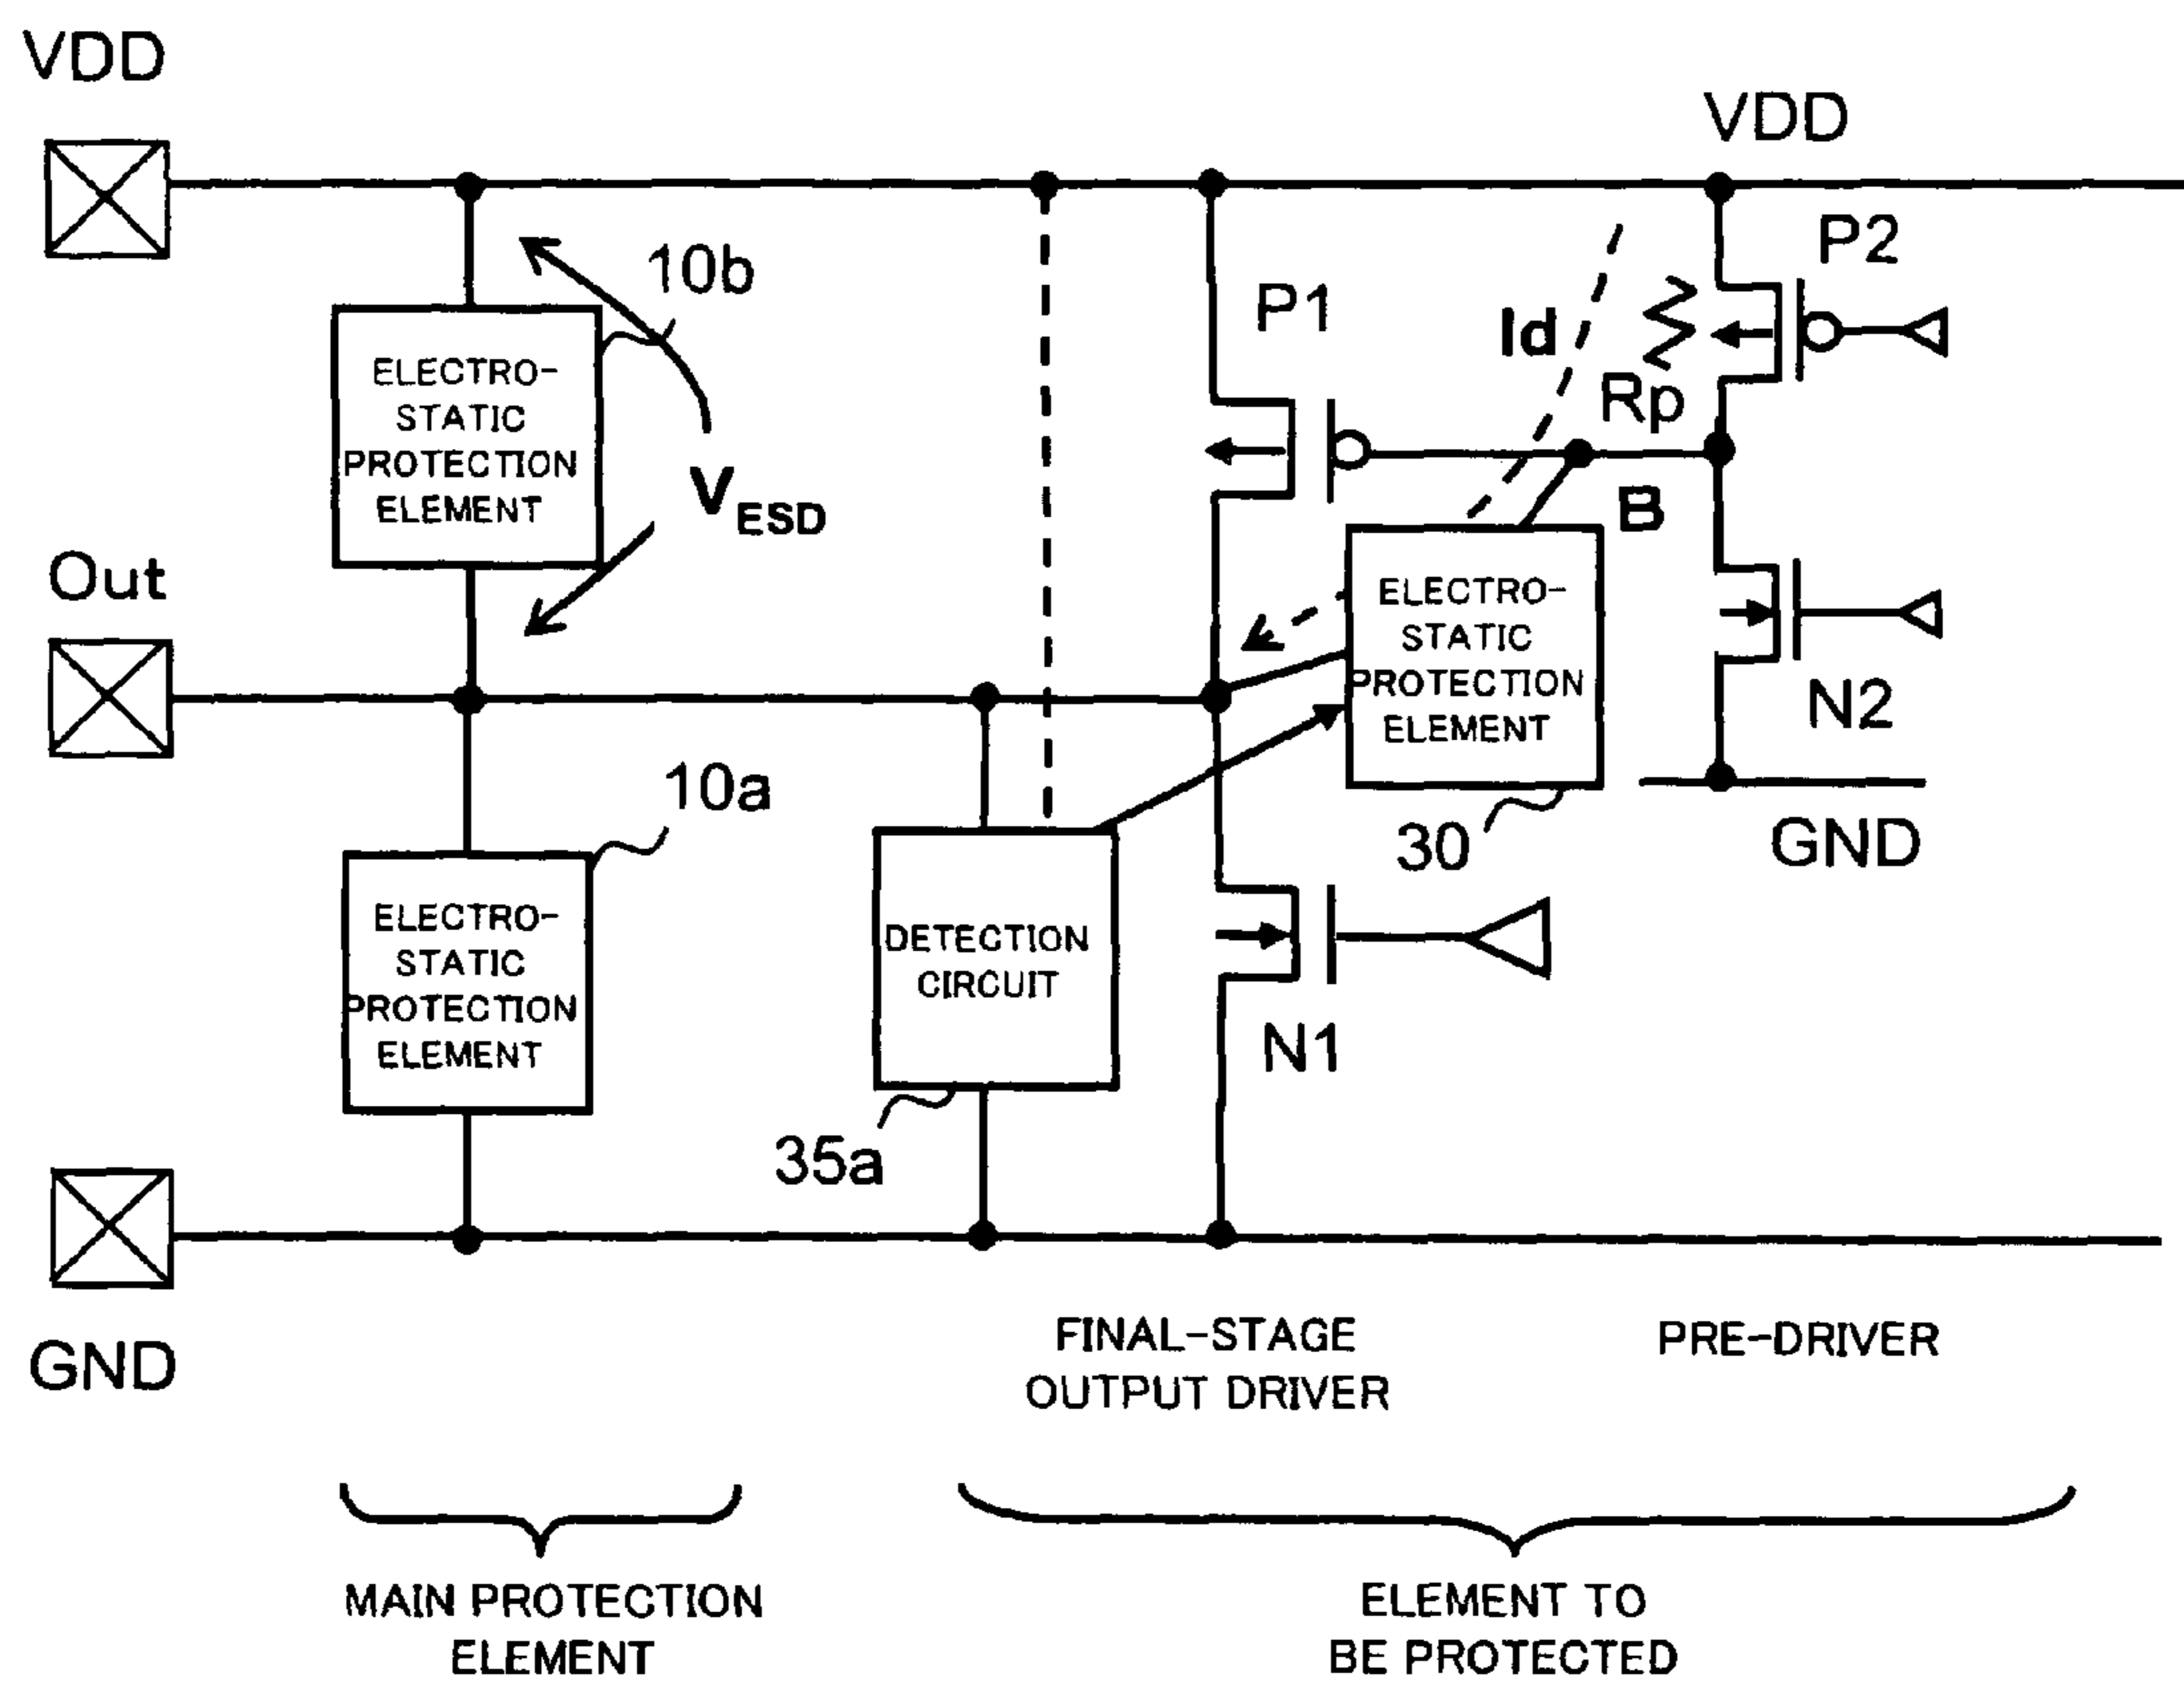 VDD
VDD
P2
10b
P1
Id
Rp
ELECTRO-
STATIC
PROTECTION
ELEMENT
VESD
B
Out
ELECTRO-
STATIC
PROTECTION
ELEMENT
N2
10a
30
GND
ELECTRO-
STATIC
PROTECTION
ELEMENT
DETECTION
CIRCUIT
N1
35a
GND
FINAL-STAGE
OUTPUT DRIVER
PRE-DRIVER
MAIN PROTECTION
ELEMENT
ELEMENT TO
BE PROTECTED